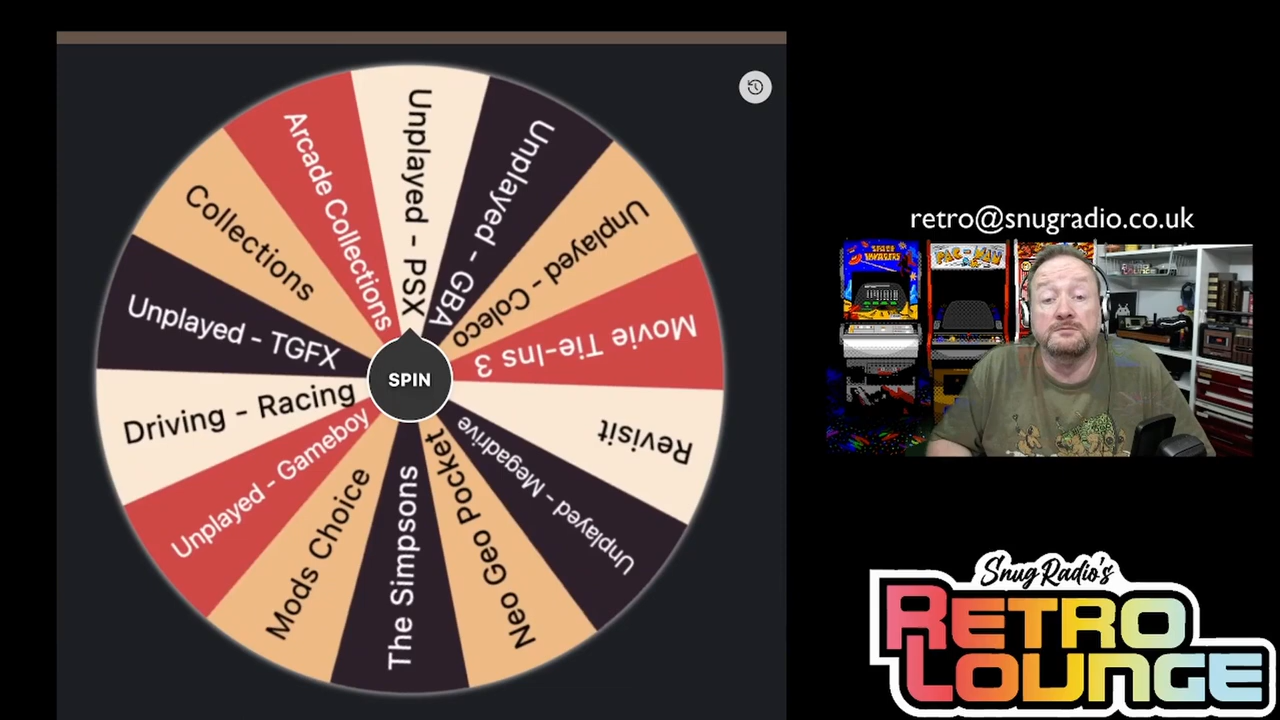 Unplayed - PSX
Unplayed - GBA
Unplayed - Coleco
Movie Tie-Ins 3
Revisit
Unplayed - Megadrive
Neo Geo Pocket
The Simpsons
Mods Choice
Unplayed - Gameboy
Driving - Racing
Unplayed - TGFX
Collections
Arcade Collections
SPIN
retro@snugradio.co.uk
SPACE INVADERS
PAC-MAN
Snug Radio's
RETRO
LOUNGE